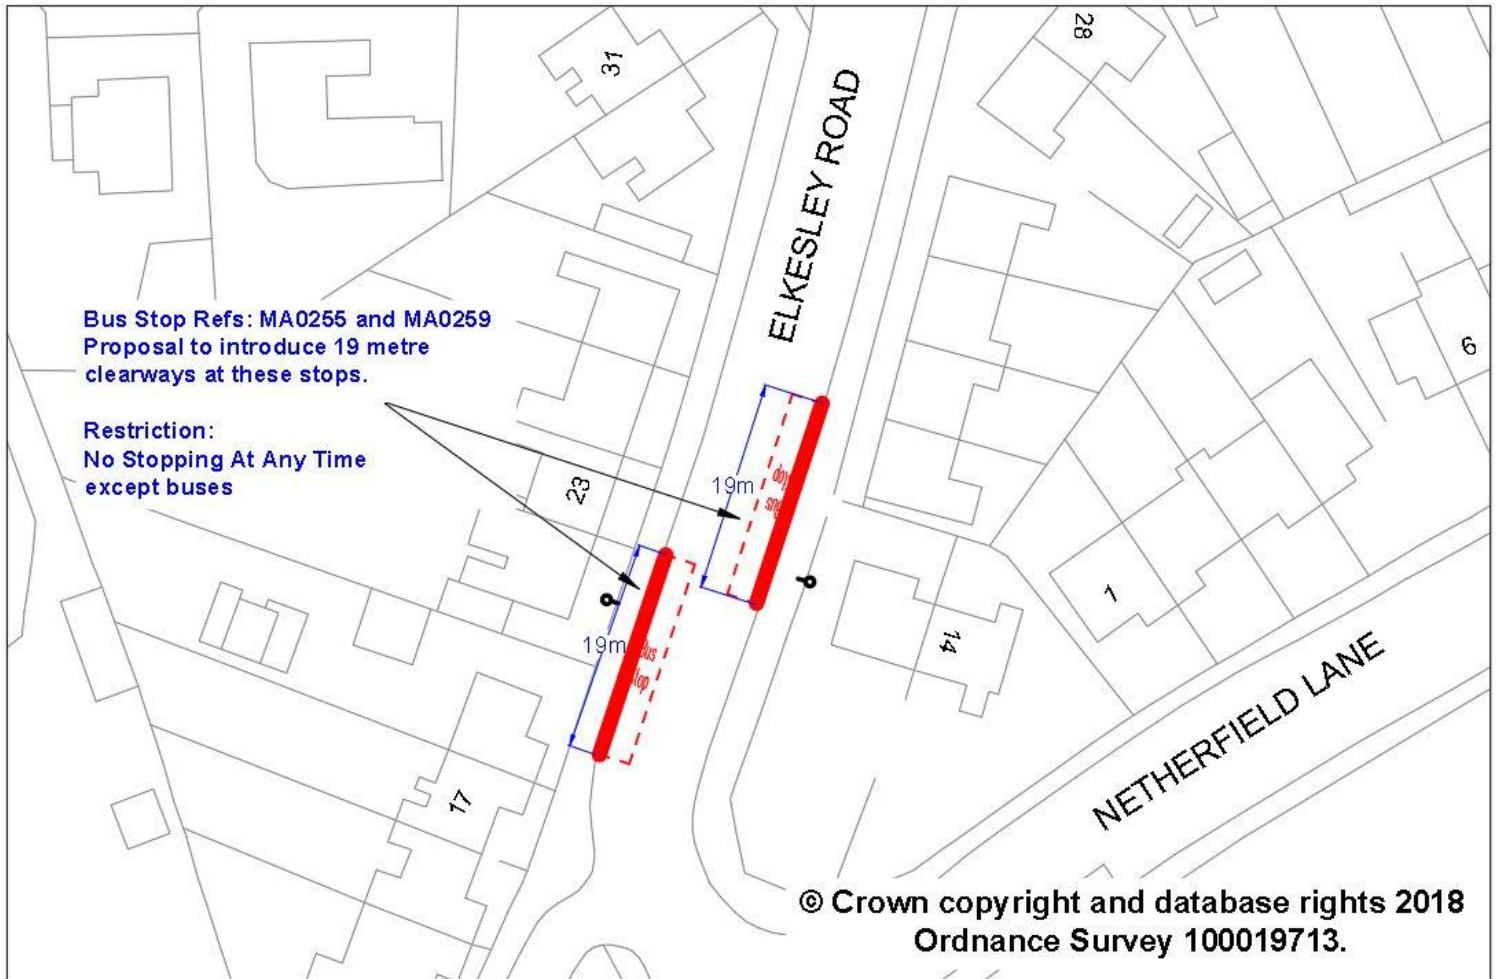 31
28
ELKESLEY ROAD
Bus Stop Refs: MA0255 and MA0259
Proposal to introduce 19 metre
clearways at these stops.
Restriction:
No Stopping At Any Time
except buses
6
23
19m
19m
Bus
1
14
17
NETHERFIELD LANE
© Crown copyright and database rights 2018
Ordnance Survey 100019713.